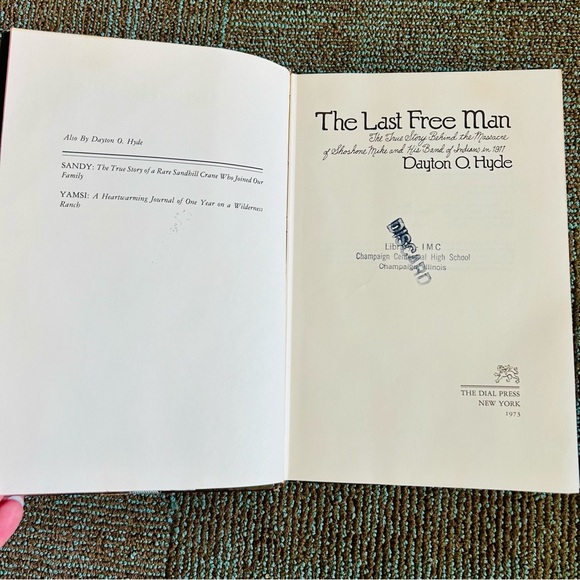 Also By Dayton O. Hyde
SANDY: The True Story of a Rare Sandhill Crane Who Joined Our
Family
YAMSI: A Heartwarming Journal of One Year on a Wilderness
Ranch
The Last Free Man
The True Story Behind the Massacre
of Shoshone Mike and His Band of Indians in 1911
Dayton O. Hyde
DISCARD
IMC
Champaign High School
Champaign, Illinois
THE DIAL PRESS
NEW YORK
1973